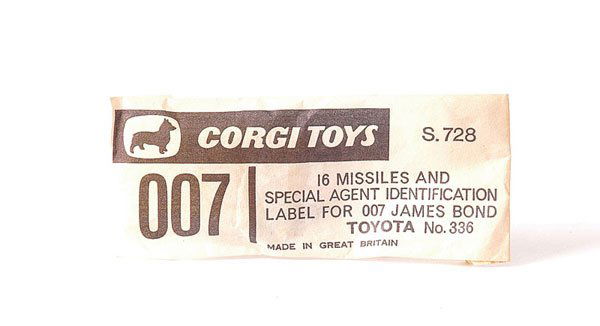 CORGI TOYS
S.728
007
16 MISSILES AND
SPECIAL AGENT IDENTIFICATION
LABEL FOR 007 JAMES BOND
TOYOTA No.336
MADE IN GREAT BRITAIN